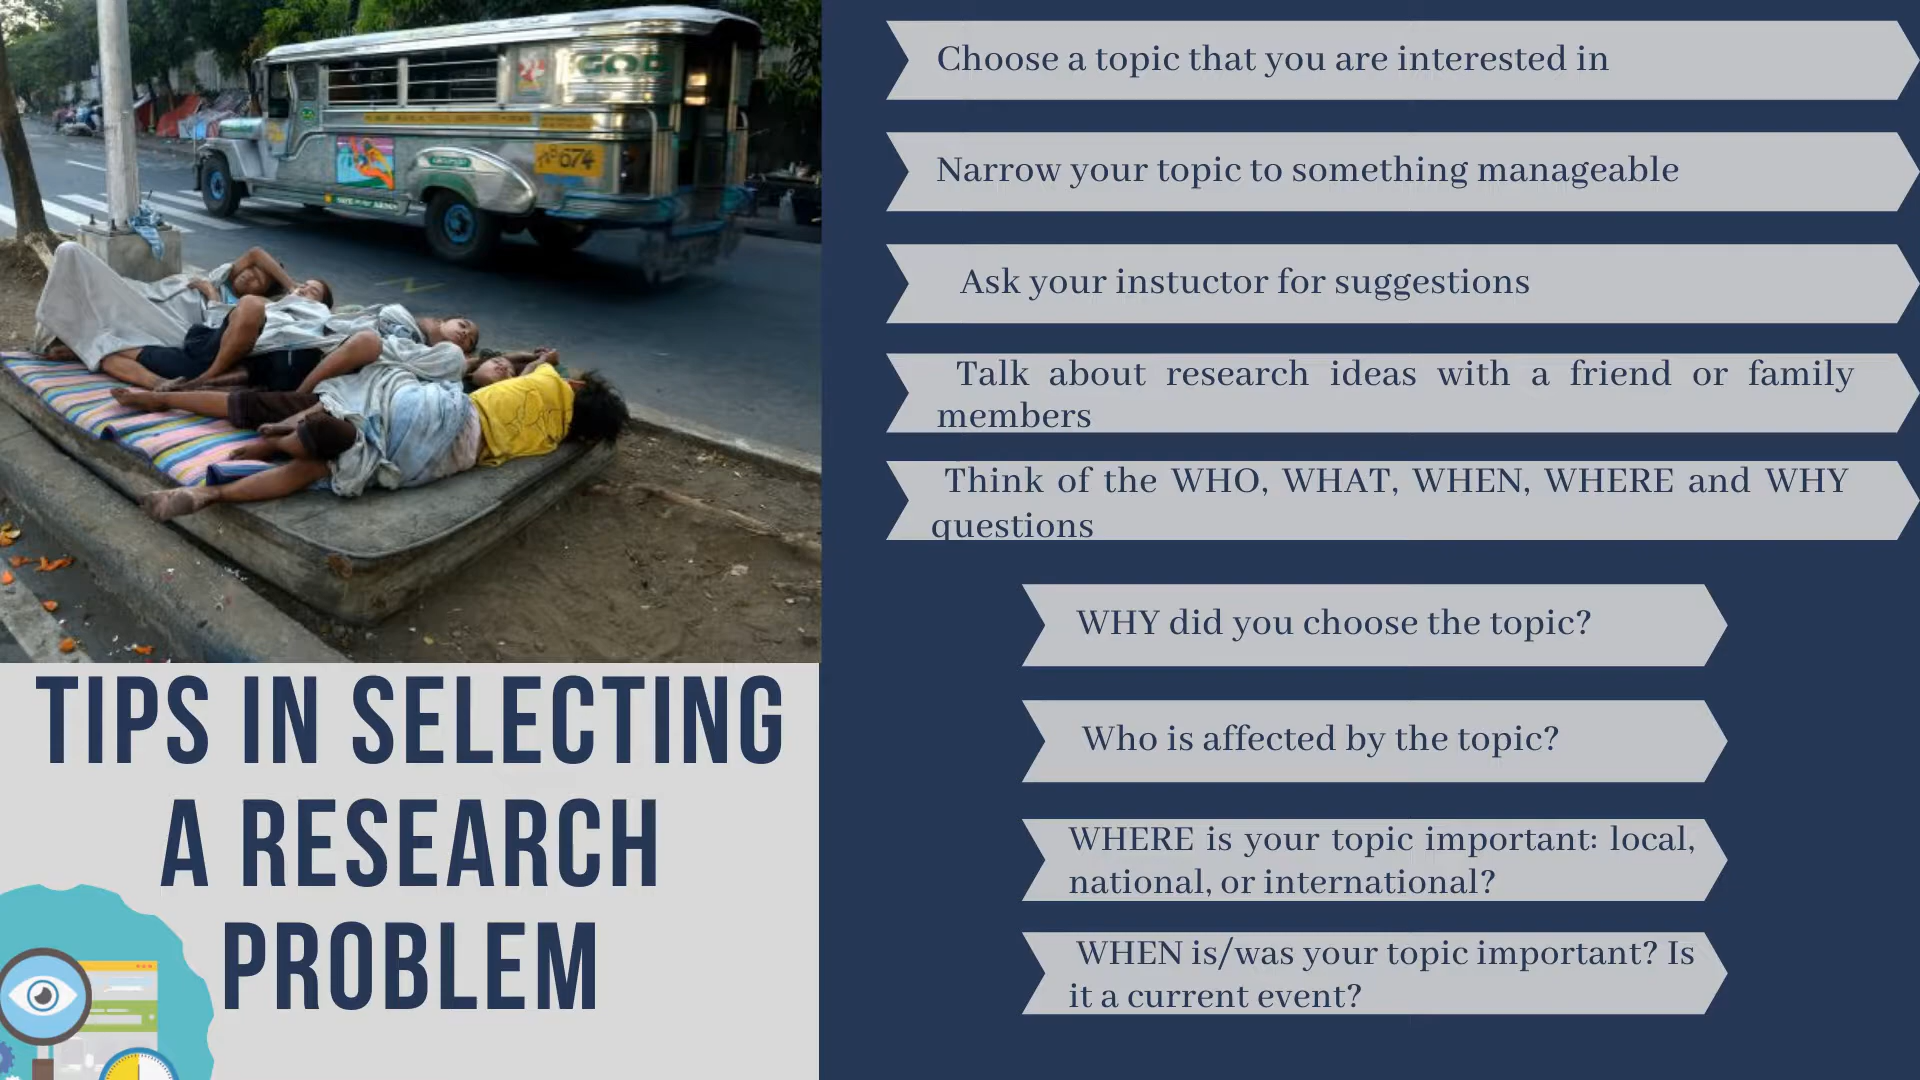 GOD
674
TIPS IN SELECTING
A RESEARCH
PROBLEM
Choose a topic that you are interested in
Narrow your topic to something manageable
Ask your instuctor for suggestions
Talk about research ideas with a friend or family
members
Think of the WHO, WHAT, WHEN, WHERE and WHY
questions
WHY did you choose the topic?
Who is affected by the topic?
WHERE is your topic important: local,
national, or international?
WHEN is/was your topic important? Is
it a current event?